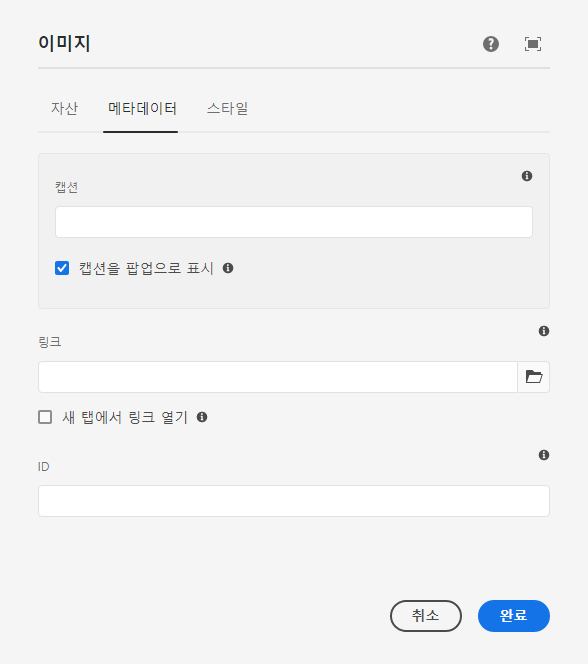 이미지
자산 메타데이터 스타일
캡션
캡션을 팝업으로 표시
링크
새 탭에서 링크 열기
ID
취소 완료